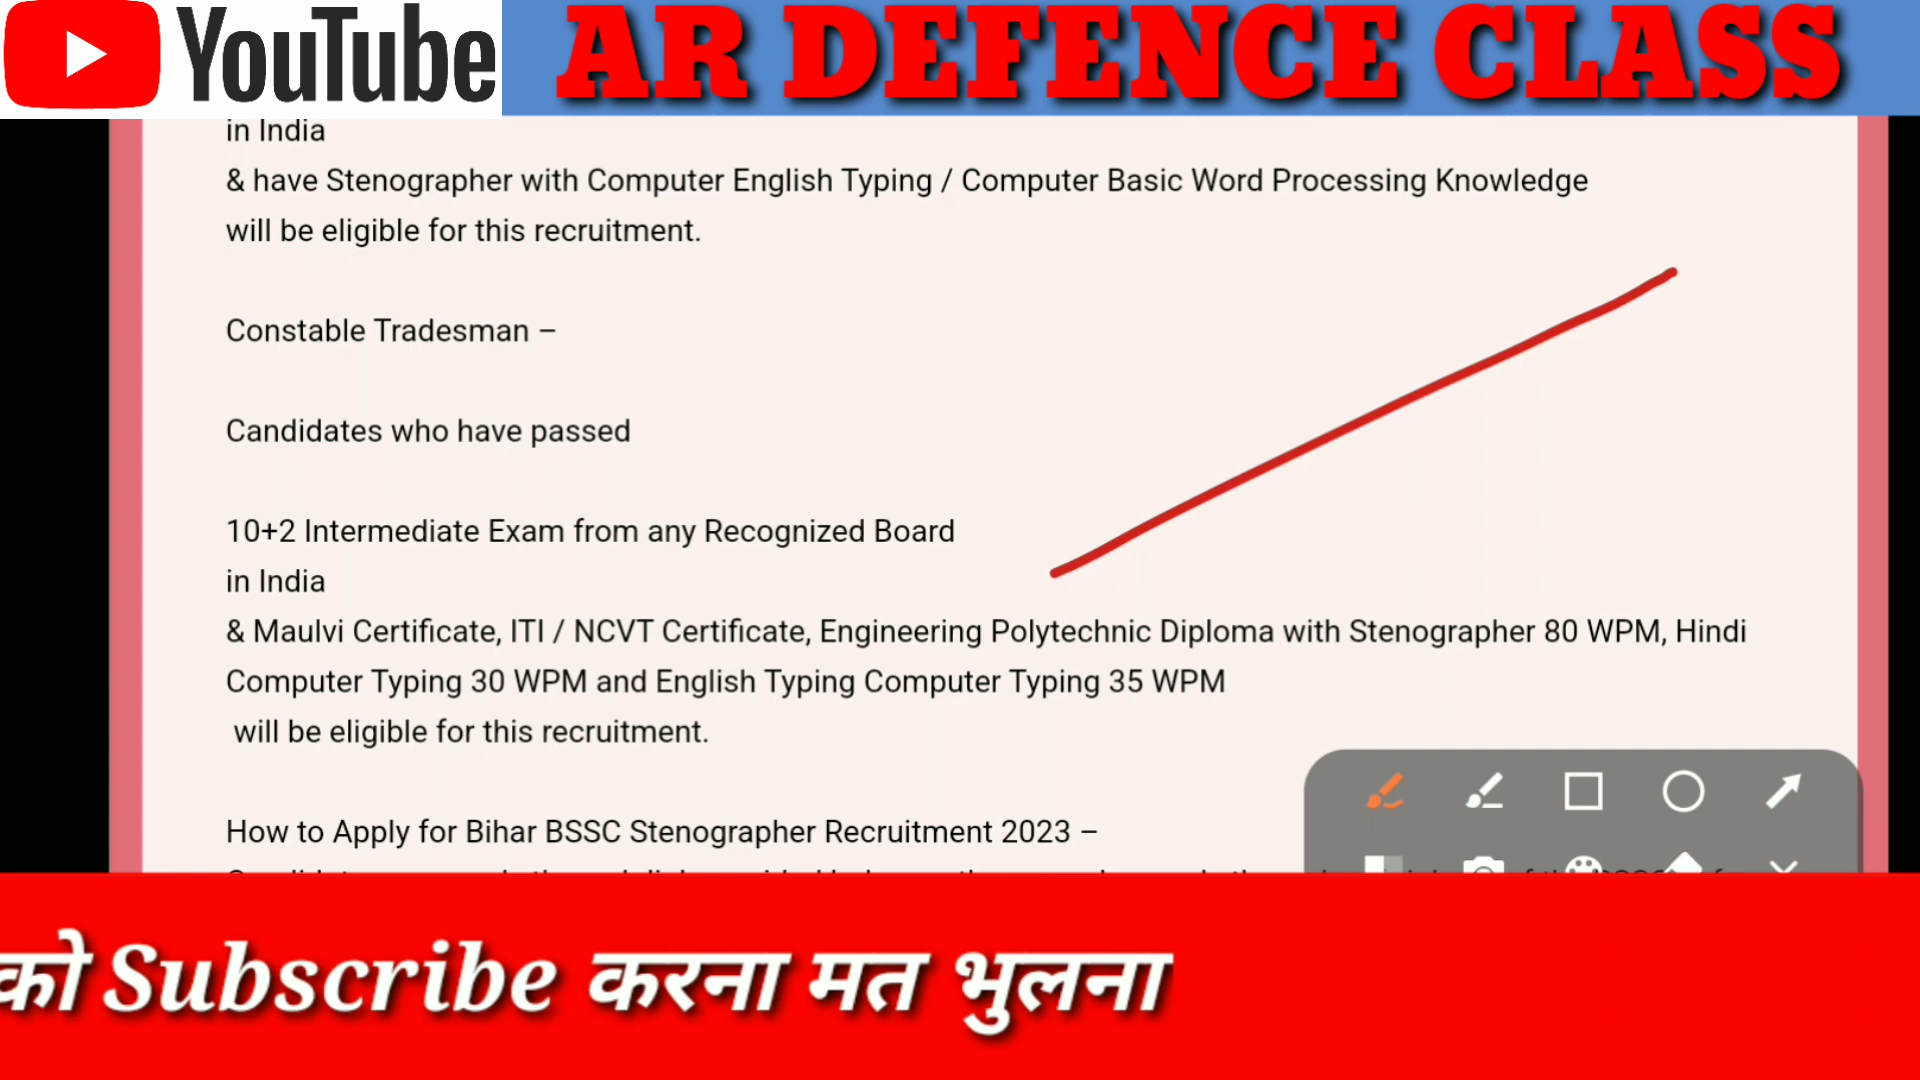 YouTube AR DEFENCE CLASS
in India
& have Stenographer with Computer English Typing / Computer Basic Word Processing Knowledge
will be eligible for this recruitment.
Constable Tradesman –
Candidates who have passed
10+2 Intermediate Exam from any Recognized Board
in India
& Maulvi Certificate, ITI / NCVT Certificate, Engineering Polytechnic Diploma with Stenographer 80 WPM, Hindi
Computer Typing 30 WPM and English Typing Computer Typing 35 WPM
will be eligible for this recruitment.
How to Apply for Bihar BSSC Stenographer Recruitment 2023 –
को Subscribe करना मत भुलना